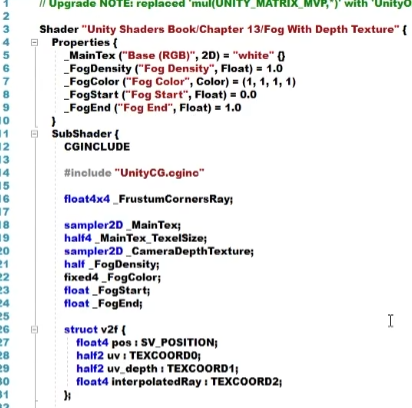 1 // Upgrade NOTE: replaced 'mul(UNITY_MATRIX_MVP,*)' with 'UnityO
2
3 Shader "Unity Shaders Book/Chapter 13/Fog With Depth Texture" {
4 Properties {
5 _MainTex ("Base (RGB)", 2D) = "white" {}
6 _FogDensity ("Fog Density", Float) = 1.0
7 _FogColor ("Fog Color", Color) = (1, 1, 1, 1)
8 _FogStart ("Fog Start", Float) = 0.0
9 _FogEnd ("Fog End", Float) = 1.0
10 }
11 SubShader {
12 CGINCLUDE
13
14 #include "UnityCG.cginc"
15
16 float4x4 _FrustumCornersRay;
17
18 sampler2D _MainTex;
19 half4 _MainTex_TexelSize;
20 sampler2D _CameraDepthTexture;
21 half _FogDensity;
22 fixed4 _FogColor;
23 float _FogStart;
24 float _FogEnd;
25
26 struct v2f {
27 float4 pos : SV_POSITION;
28 half2 uv : TEXCOORD0;
29 half2 uv_depth : TEXCOORD1;
30 float4 interpolatedRay : TEXCOORD2;
31 };